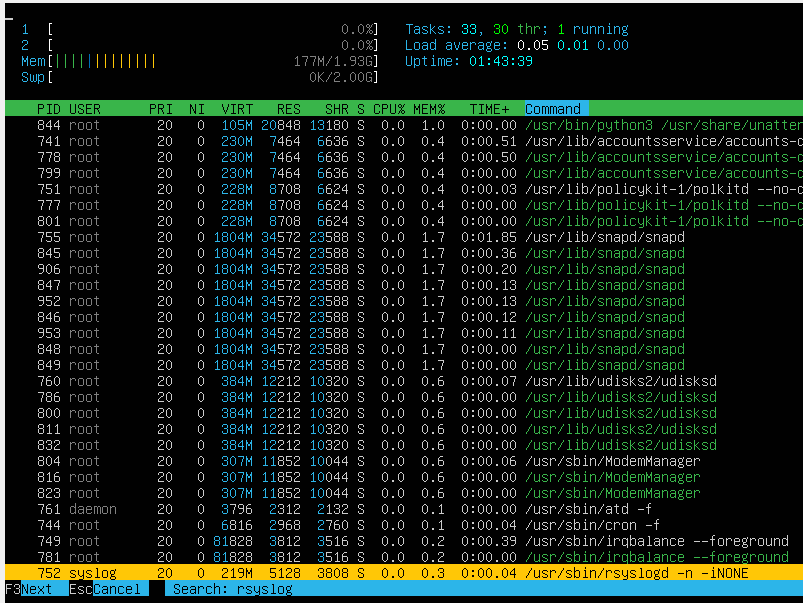 1 [ 0.0%] Tasks: 33, 30 thr; 1 running
2 [ 0.0%] Load average: 0.05 0.01 0.00
Mem[||||||||||||| 177M/1.93G] Uptime: 01:43:39
Swp[ 0K/2.00G]
PID USER PRI NI VIRT RES SHR S CPU% MEM% TIME+ Command
844 root 20 0 105M 20848 13180 S 0.0 1.0 0:00.00 /usr/bin/python3 /usr/share/unatter
741 root 20 0 230M 7464 6636 S 0.0 0.4 0:00.51 /usr/lib/accountsservice/accounts-d
778 root 20 0 230M 7464 6636 S 0.0 0.4 0:00.50 /usr/lib/accountsservice/accounts-d
799 root 20 0 230M 7464 6636 S 0.0 0.4 0:00.00 /usr/lib/accountsservice/accounts-d
751 root 20 0 228M 8708 6624 S 0.0 0.4 0:00.03 /usr/lib/policykit-1/polkitd --no-d
777 root 20 0 228M 8708 6624 S 0.0 0.4 0:00.00 /usr/lib/policykit-1/polkitd --no-d
801 root 20 0 228M 8708 6624 S 0.0 0.4 0:00.00 /usr/lib/policykit-1/polkitd --no-d
755 root 20 0 1804M 34572 23588 S 0.0 1.7 0:01.85 /usr/lib/snapd/snapd
845 root 20 0 1804M 34572 23588 S 0.0 1.7 0:00.36 /usr/lib/snapd/snapd
906 root 20 0 1804M 34572 23588 S 0.0 1.7 0:00.20 /usr/lib/snapd/snapd
847 root 20 0 1804M 34572 23588 S 0.0 1.7 0:00.13 /usr/lib/snapd/snapd
952 root 20 0 1804M 34572 23588 S 0.0 1.7 0:00.13 /usr/lib/snapd/snapd
846 root 20 0 1804M 34572 23588 S 0.0 1.7 0:00.12 /usr/lib/snapd/snapd
953 root 20 0 1804M 34572 23588 S 0.0 1.7 0:00.11 /usr/lib/snapd/snapd
848 root 20 0 1804M 34572 23588 S 0.0 1.7 0:00.00 /usr/lib/snapd/snapd
849 root 20 0 1804M 34572 23588 S 0.0 1.7 0:00.00 /usr/lib/snapd/snapd
760 root 20 0 384M 12212 10320 S 0.0 0.6 0:00.07 /usr/lib/udisks2/udisksd
786 root 20 0 384M 12212 10320 S 0.0 0.6 0:00.00 /usr/lib/udisks2/udisksd
800 root 20 0 384M 12212 10320 S 0.0 0.6 0:00.00 /usr/lib/udisks2/udisksd
811 root 20 0 384M 12212 10320 S 0.0 0.6 0:00.00 /usr/lib/udisks2/udisksd
832 root 20 0 384M 12212 10320 S 0.0 0.6 0:00.00 /usr/lib/udisks2/udisksd
804 root 20 0 307M 11852 10044 S 0.0 0.6 0:00.06 /usr/sbin/ModemManager
816 root 20 0 307M 11852 10044 S 0.0 0.6 0:00.00 /usr/sbin/ModemManager
823 root 20 0 307M 11852 10044 S 0.0 0.6 0:00.00 /usr/sbin/ModemManager
761 daemon 20 0 3796 2312 2132 S 0.0 0.1 0:00.00 /usr/sbin/atd -f
744 root 20 0 6816 2968 2760 S 0.0 0.1 0:00.04 /usr/sbin/cron -f
749 root 20 0 81828 3812 3516 S 0.0 0.2 0:00.39 /usr/sbin/irqbalance --foreground
781 root 20 0 81828 3812 3516 S 0.0 0.2 0:00.00 /usr/sbin/irqbalance --foreground
752 syslog 20 0 219M 5128 3808 S 0.0 0.3 0:00.04 /usr/sbin/rsyslogd -n -iNONE
F3Next EscCancel Search: rsyslog